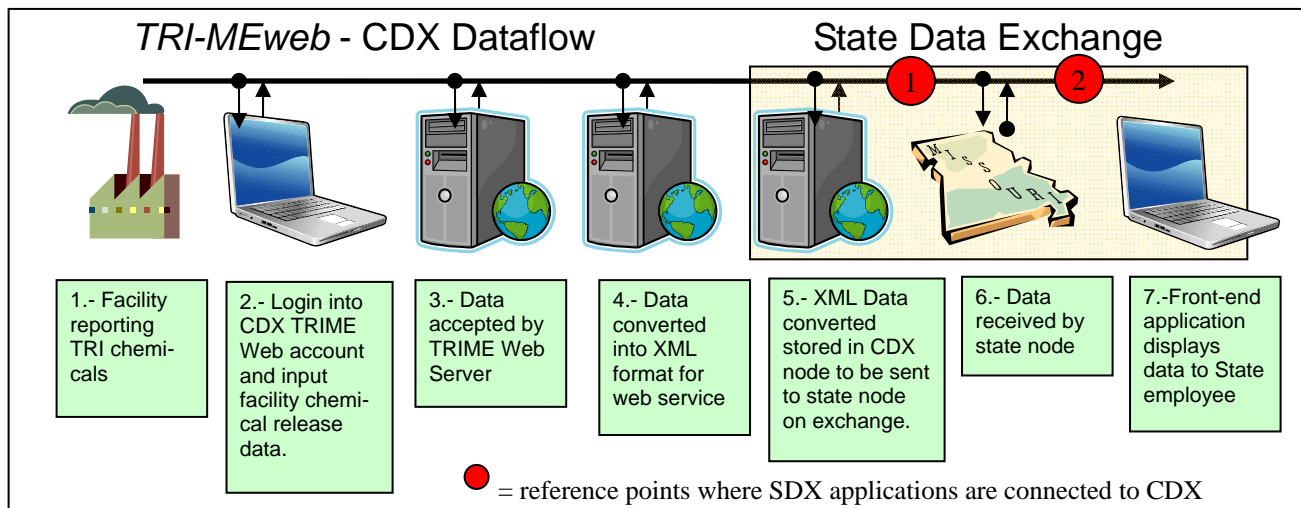 TRI-MEweb - CDX Dataflow
State Data Exchange
1
2
MISSOURI
1.- Facility
reporting
TRI chemi-
cals
2.- Login into
CDX TRIME
Web account
and input
facility chemi-
cal release
data.
3.- Data
accepted by
TRIME Web
Server
4.- Data
converted
into XML
format for
web service
5.- XML Data
converted
stored in CDX
node to be sent
to state node
on exchange.
6.- Data
received by
state node
7.-Front-end
application
displays
data to State
employee
= reference points where SDX applications are connected to CDX